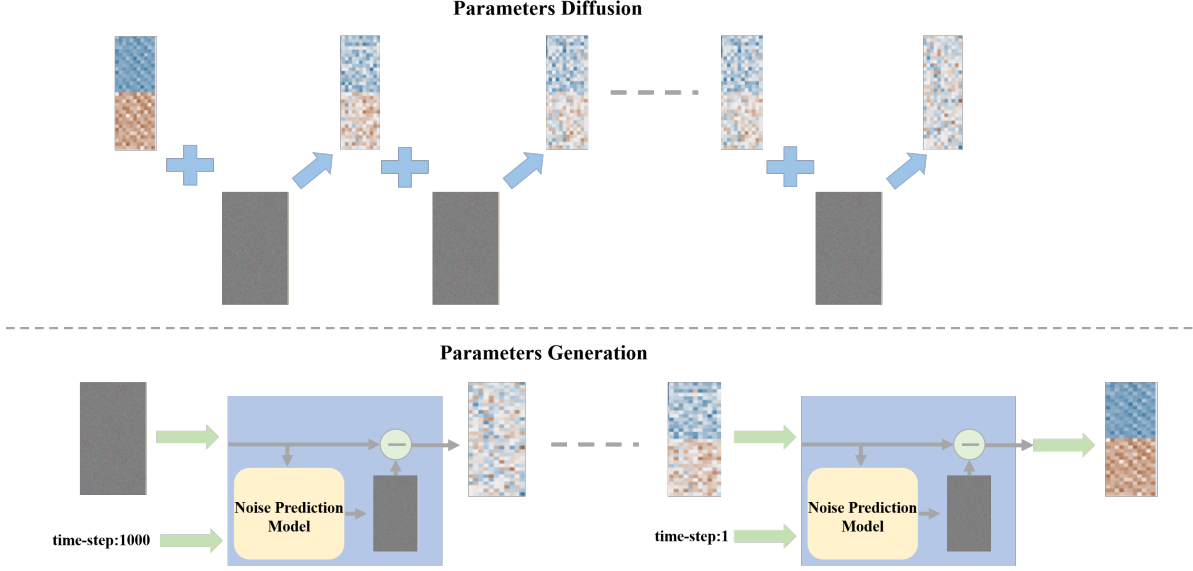 Parameters Diffusion
Parameters Generation
Noise Prediction
Model
time-step:1000
Noise Prediction
Model
time-step:1